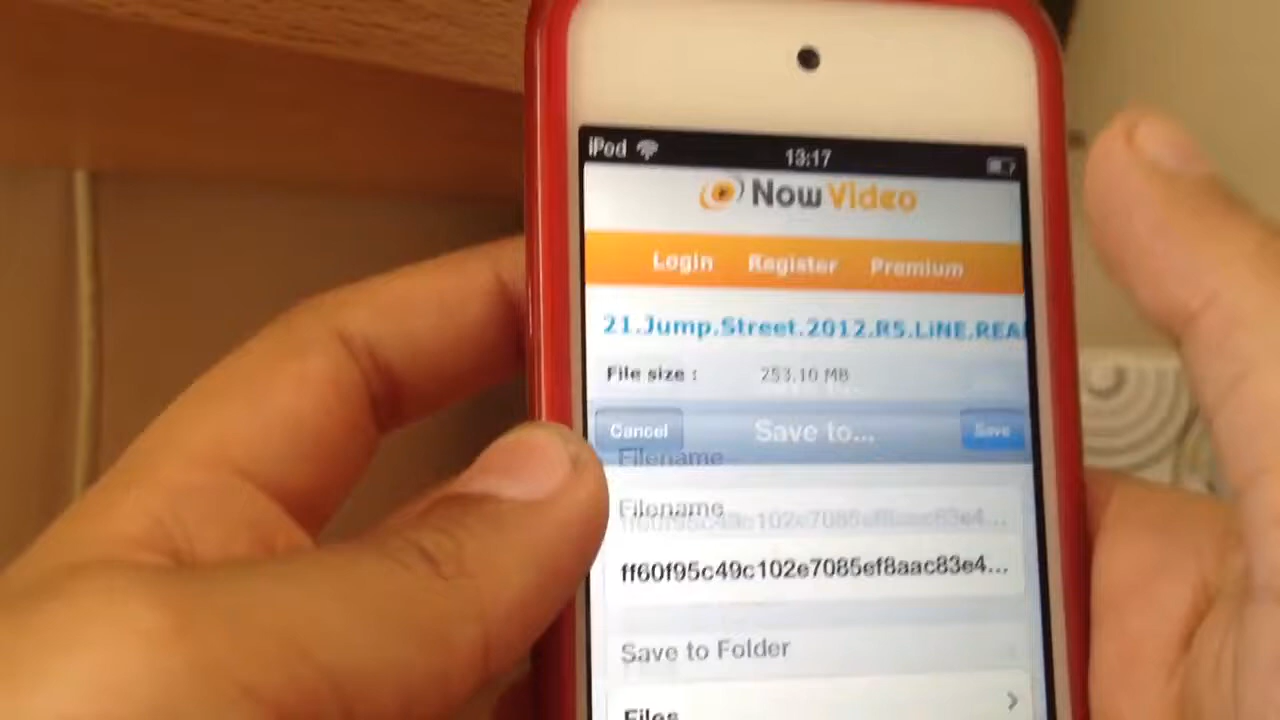 iPod 13:17
Now Video
Login Register Premium
21.Jump.Street.2012.R5.LiNE.REA
File size : 253.10 MB
Cancel Save to... Save
Filename
Filename
ff60f95c49c102e7085ef8aac83e4...
ff60f95c49c102e7085ef8aac83e4...
Save to Folder
Files